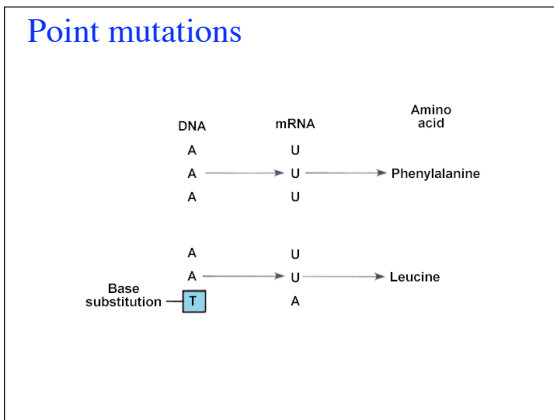 Point mutations
Amino
acid
DNA mRNA
A U
A U Phenylalanine
A U
A U
A U Leucine
Base
substitution T A